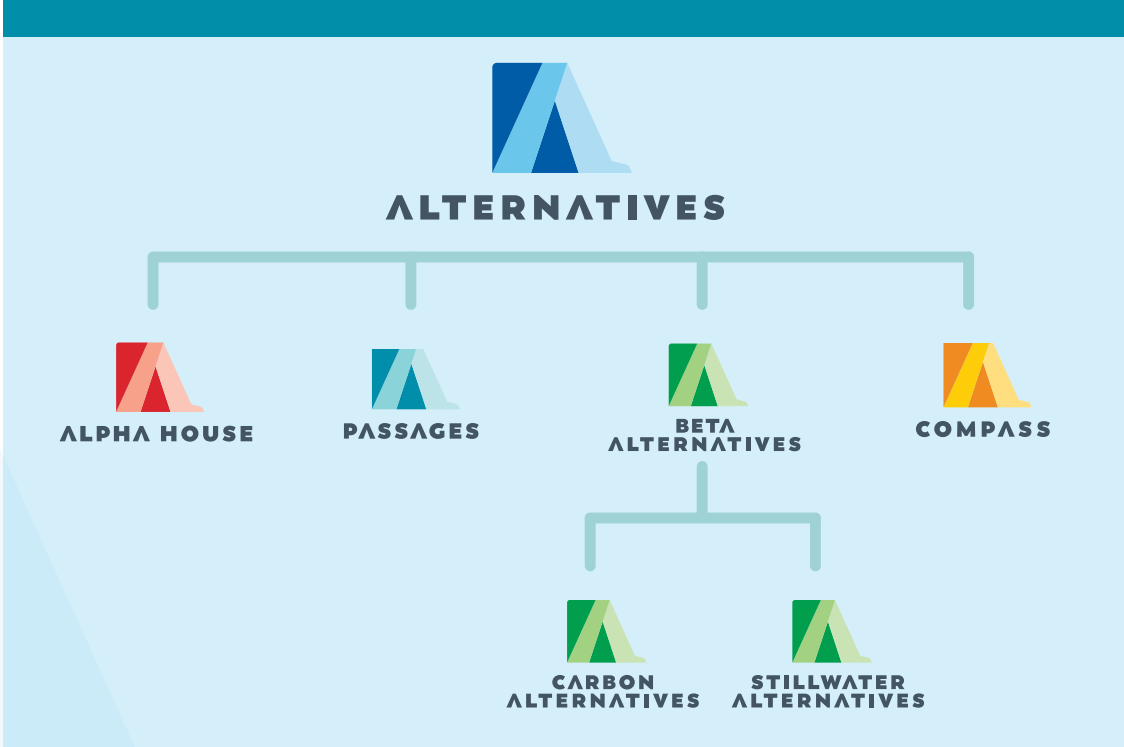 ALTERNATIVES
ALPHA HOUSE
PASSAGES
BETA
ALTERNATIVES
COMPASS
CARBON
ALTERNATIVES
STILLWATER
ALTERNATIVES